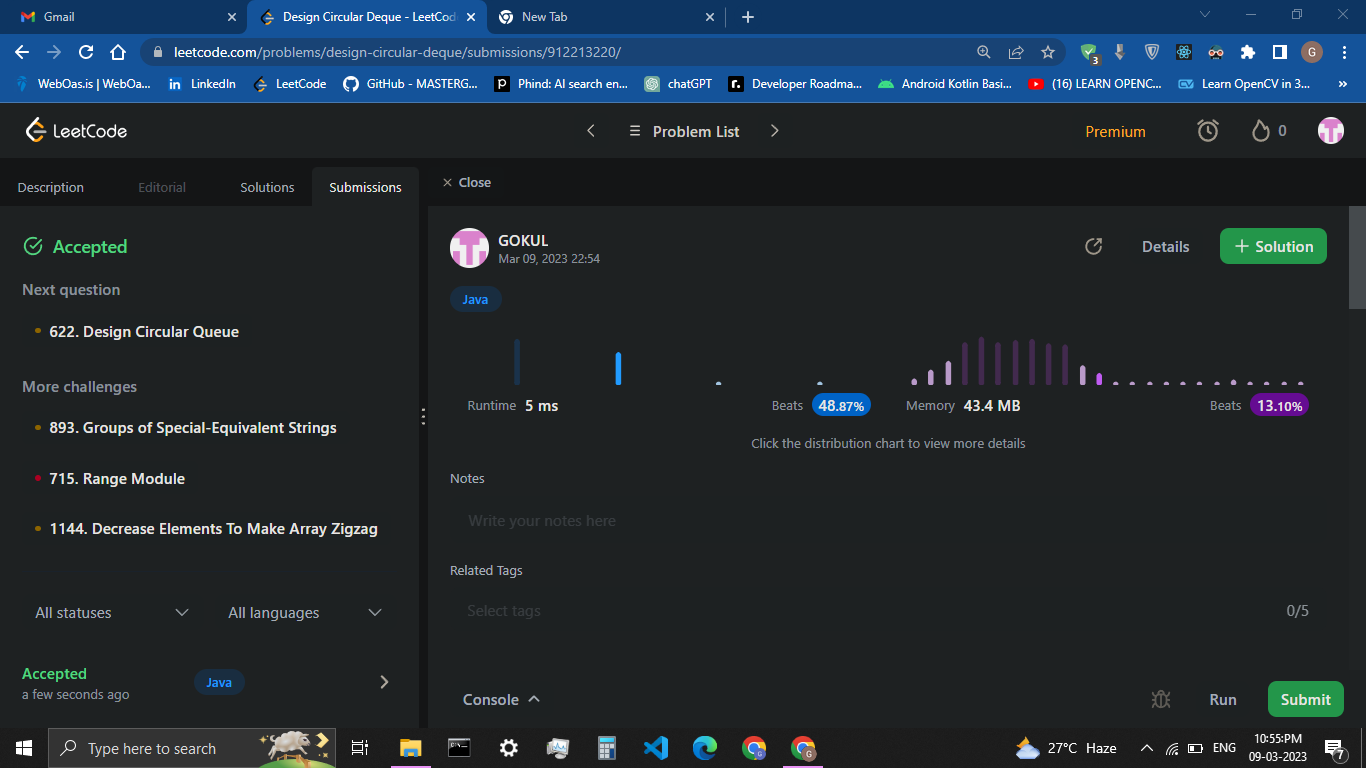 Gmail
Design Circular Deque - LeetCod
New Tab
leetcode.com/problems/design-circular-deque/submissions/912213220/
3
G
WebOas.is | WebOa...
LinkedIn
LeetCode
GitHub - MASTERG...
Phind: AI search en...
chatGPT
Developer Roadma...
Android Kotlin Basi...
(16) LEARN OPENC...
Learn OpenCV in 3...
»
LeetCode
Problem List
Premium
0
Description
Editorial
Solutions
Submissions
Close
Accepted
Next question
622. Design Circular Queue
More challenges
893. Groups of Special-Equivalent Strings
715. Range Module
1144. Decrease Elements To Make Array Zigzag
All statuses
All languages
Accepted
a few seconds ago
Java
GOKUL
Mar 09, 2023 22:54
Details
+ Solution
Java
Runtime 5 ms
Beats 48.87%
Memory 43.4 MB
Beats 13.10%
Click the distribution chart to view more details
Notes
Write your notes here
Related Tags
Select tags
0/5
Console
Run
Submit
Type here to search
27°C Haze
ENG
10:55:PM
09-03-2023
7